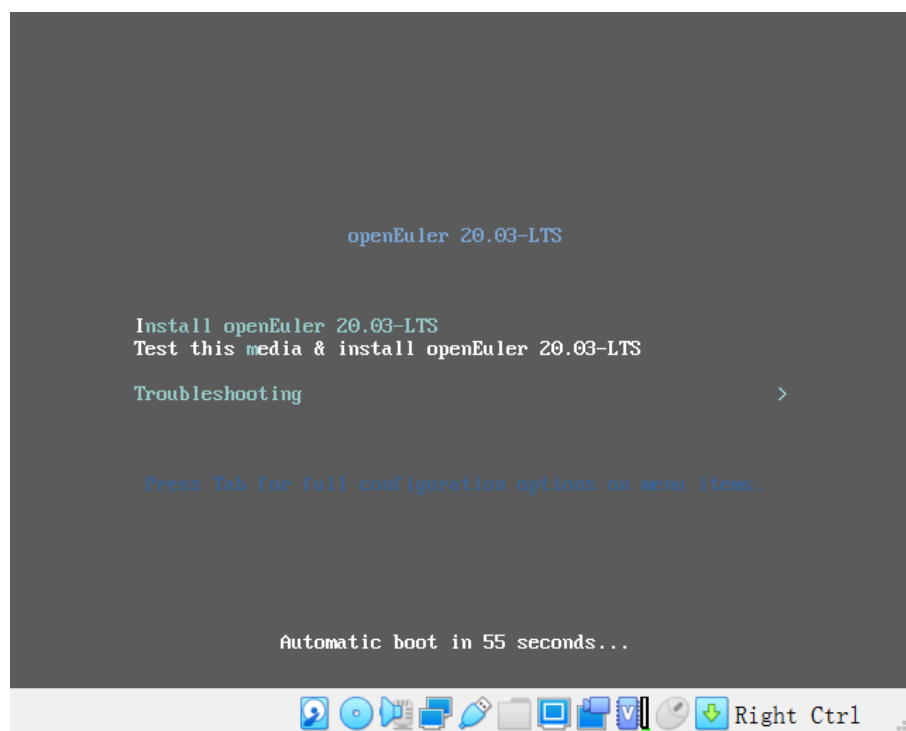 openEuler 20.03-LTS
Install openEuler 20.03-LTS
Test this media & install openEuler 20.03-LTS
Troubleshooting >
Press Tab for full configuration options on menu items.
Automatic boot in 55 seconds...
Right Ctrl